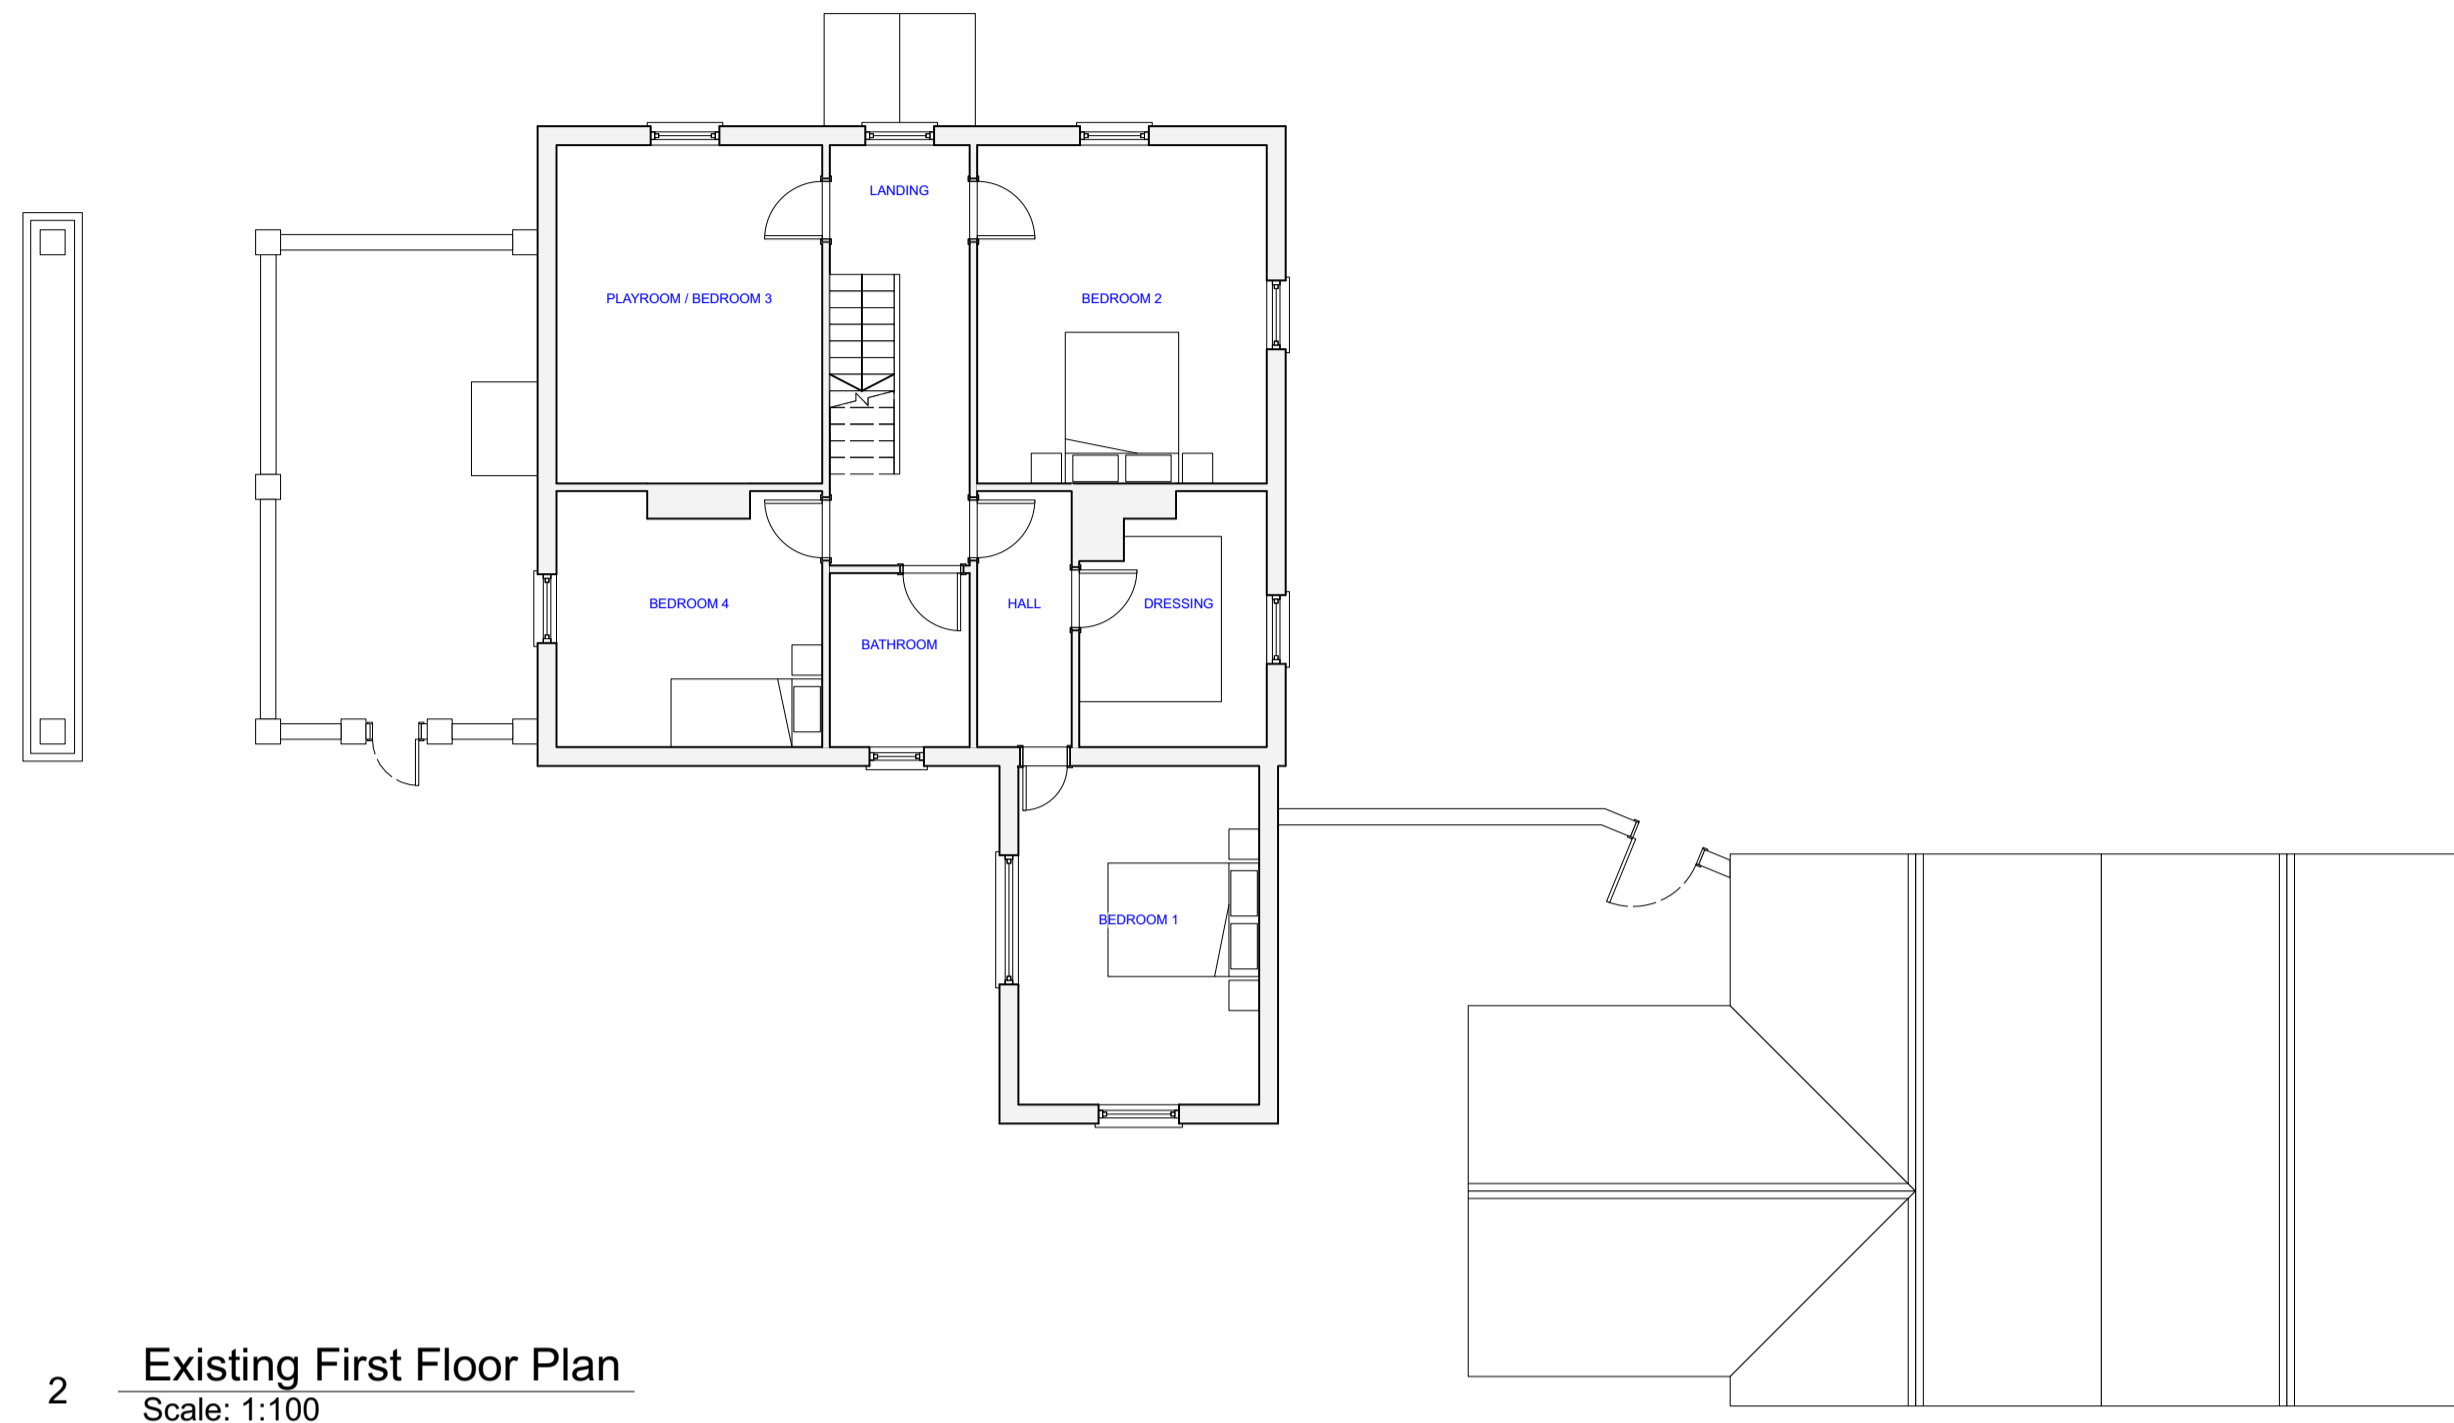 LANDING
PLAYROOM / BEDROOM 3
BEDROOM 2
BEDROOM 4
HALL
DRESSING
BATHROOM
BEDROOM 1
2
Existing First Floor Plan
Scale: 1:100